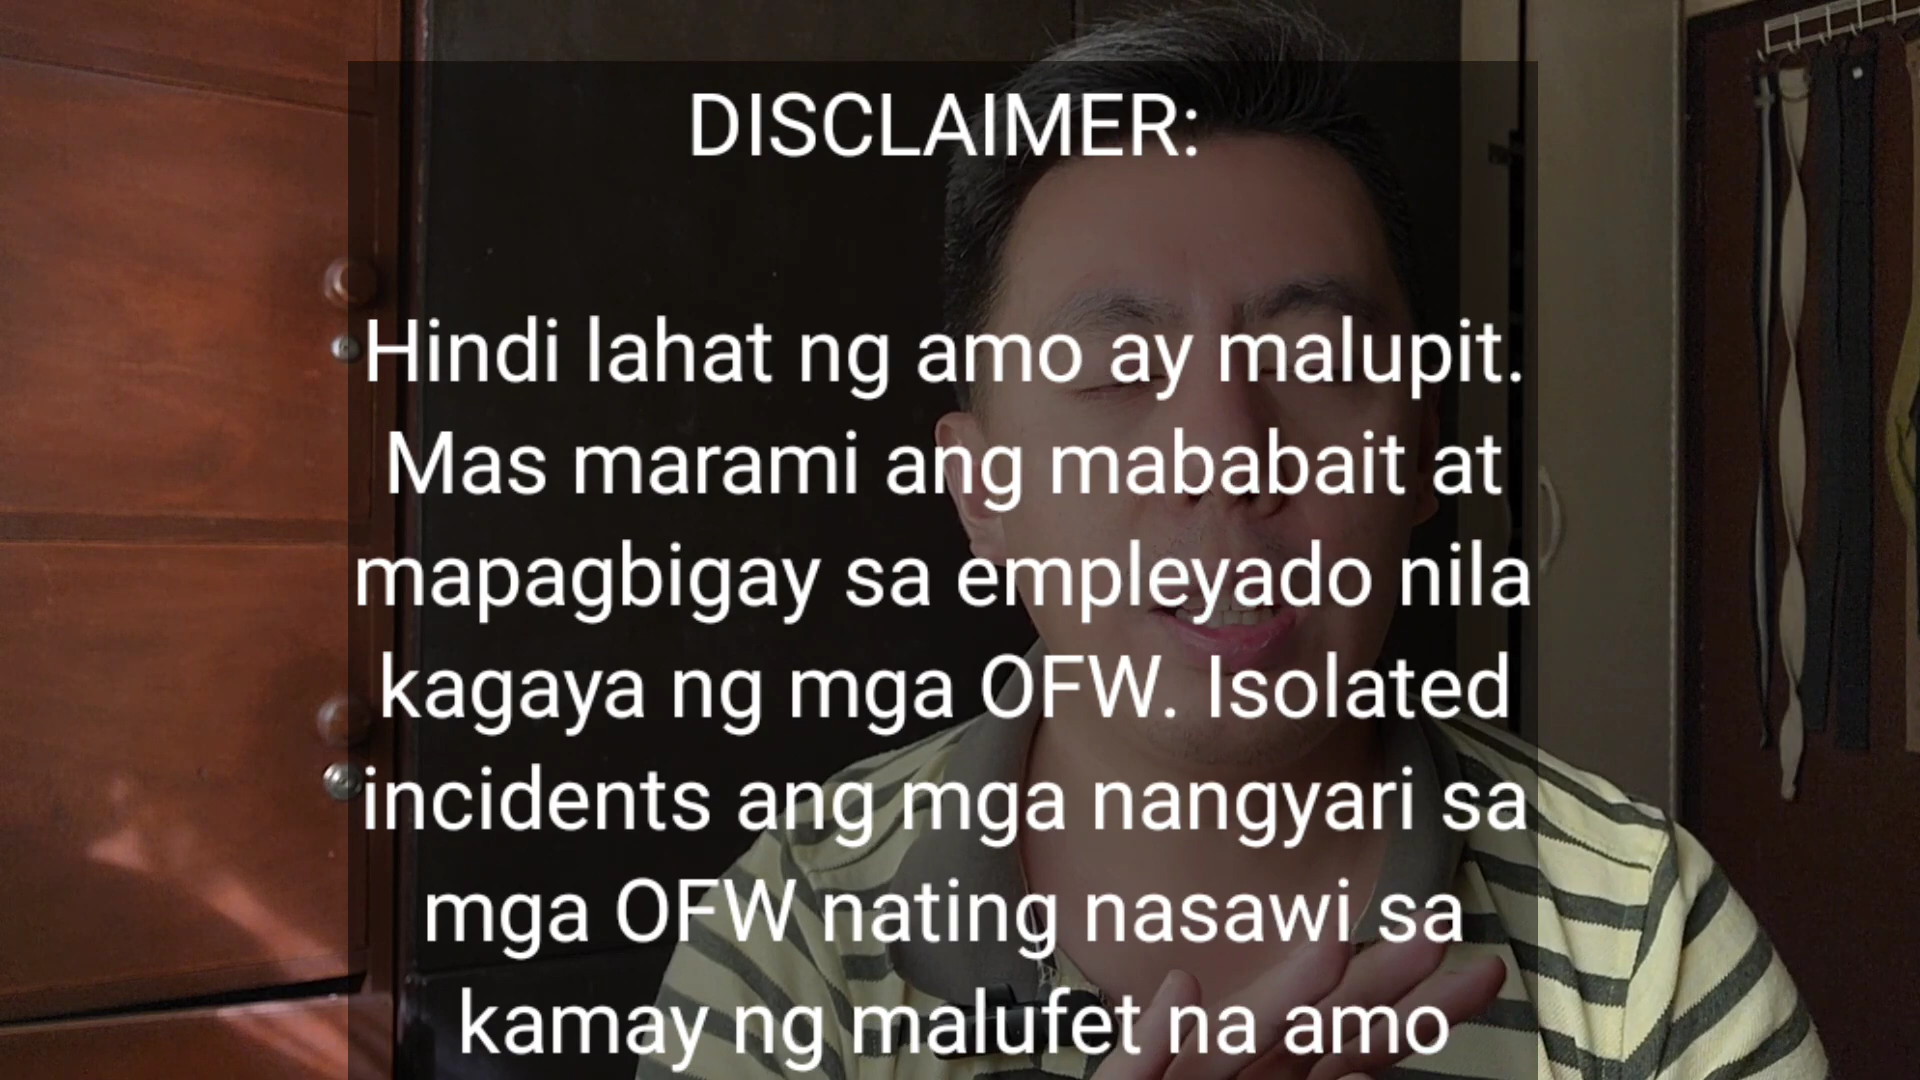 DISCLAIMER:
Hindi lahat ng amo ay malupit.
Mas marami ang mababait at
mapagbigay sa empleyado nila
kagaya ng mga OFW. Isolated
incidents ang mga nangyari sa
mga OFW nating nasawi sa
kamay ng malufet na amo